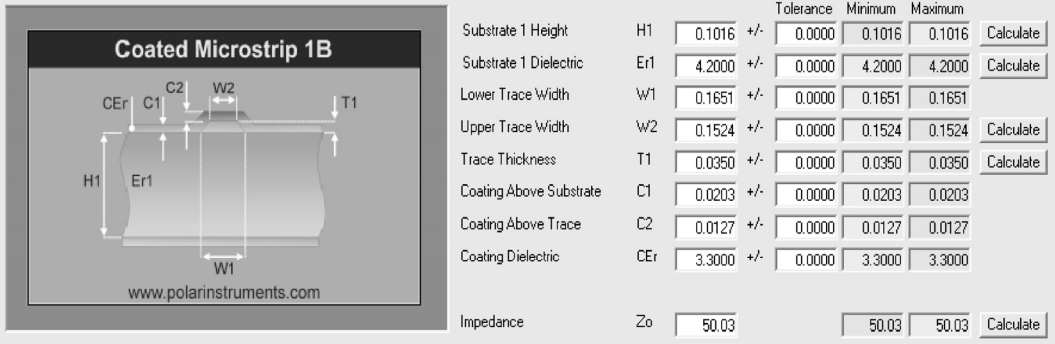 Tolerance Minimum Maximum
Coated Microstrip 1B
CEr C1 C2 W2 T1
H1 Er1
W1
www.polarinstruments.com
Substrate 1 Height H1 0.1016 +/- 0.0000 0.1016 0.1016 Calculate
Substrate 1 Dielectric Er1 4.2000 +/- 0.0000 4.2000 4.2000 Calculate
Lower Trace Width W1 0.1651 +/- 0.0000 0.1651 0.1651
Upper Trace Width W2 0.1524 +/- 0.0000 0.1524 0.1524 Calculate
Trace Thickness T1 0.0350 +/- 0.0000 0.0350 0.0350 Calculate
Coating Above Substrate C1 0.0203 +/- 0.0000 0.0203 0.0203
Coating Above Trace C2 0.0127 +/- 0.0000 0.0127 0.0127
Coating Dielectric CEr 3.3000 +/- 0.0000 3.3000 3.3000
Impedance Zo 50.03 50.03 50.03 Calculate